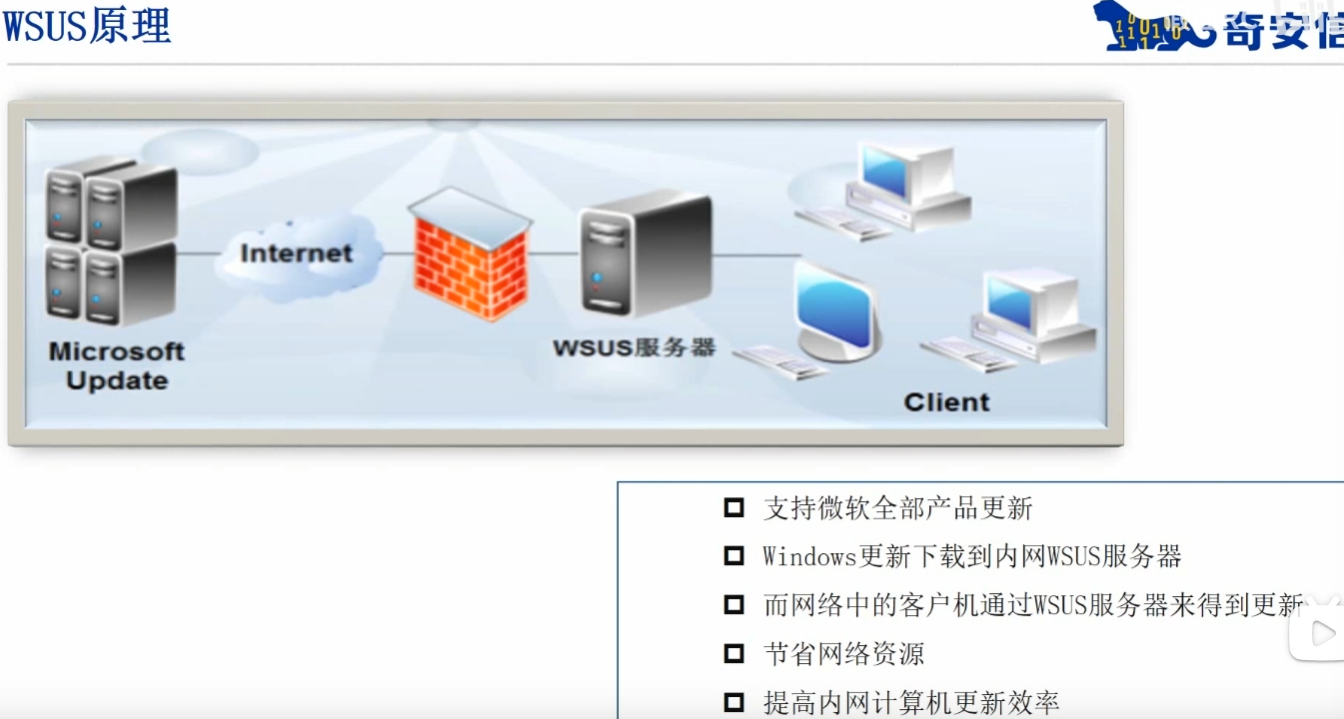 WSUS原理
奇安信
Internet
Microsoft
Update
WSUS服务器
Client
支持微软全部产品更新
Windows更新下载到内网WSUS服务器
而网络中的客户机通过WSUS服务器来得到更新
节省网络资源
提高内网计算机更新效率